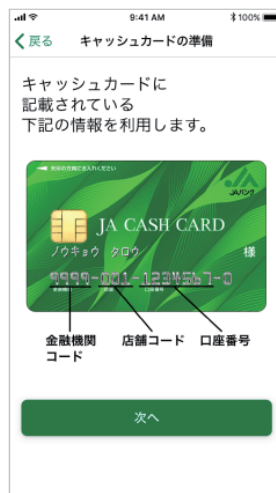 9:41 AM
100%
戻る
キャッシュカードの準備
キャッシュカードに
記載されている
下記の情報を利用します。
JAバンク
JA CASH CARD
ノウキョウ タロウ
様
9999-001-1234567-0
金融機関
コード
店舗コード
口座番号
次へ